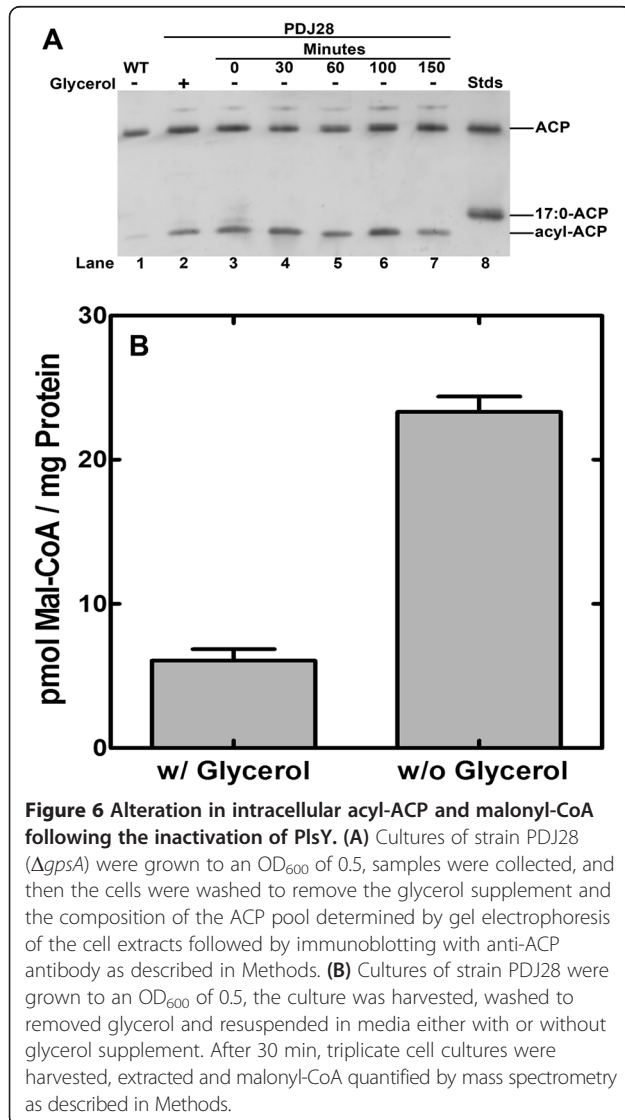 A
PDJ28
Minutes
WT 0 30 60 100 150
Glycerol - + - - - - - Stds
ACP
17:0-ACP
acyl-ACP
Lane 1 2 3 4 5 6 7 8
B
pmol Mal-CoA / mg Protein
30
20
10
0
w/ Glycerol w/o Glycerol
Figure 6 Alteration in intracellular acyl-ACP and malonyl-CoA
following the inactivation of PlsY. (A) Cultures of strain PDJ28
(ΔgpsA) were grown to an OD600 of 0.5, samples were collected, and
then the cells were washed to remove the glycerol supplement and
the composition of the ACP pool determined by gel electrophoresis
of the cell extracts followed by immunoblotting with anti-ACP
antibody as described in Methods. (B) Cultures of strain PDJ28 were
grown to an OD600 of 0.5, the culture was harvested, washed to
removed glycerol and resuspended in media either with or without
glycerol supplement. After 30 min, triplicate cell cultures were
harvested, extracted and malonyl-CoA quantified by mass spectrometry
as described in Methods.